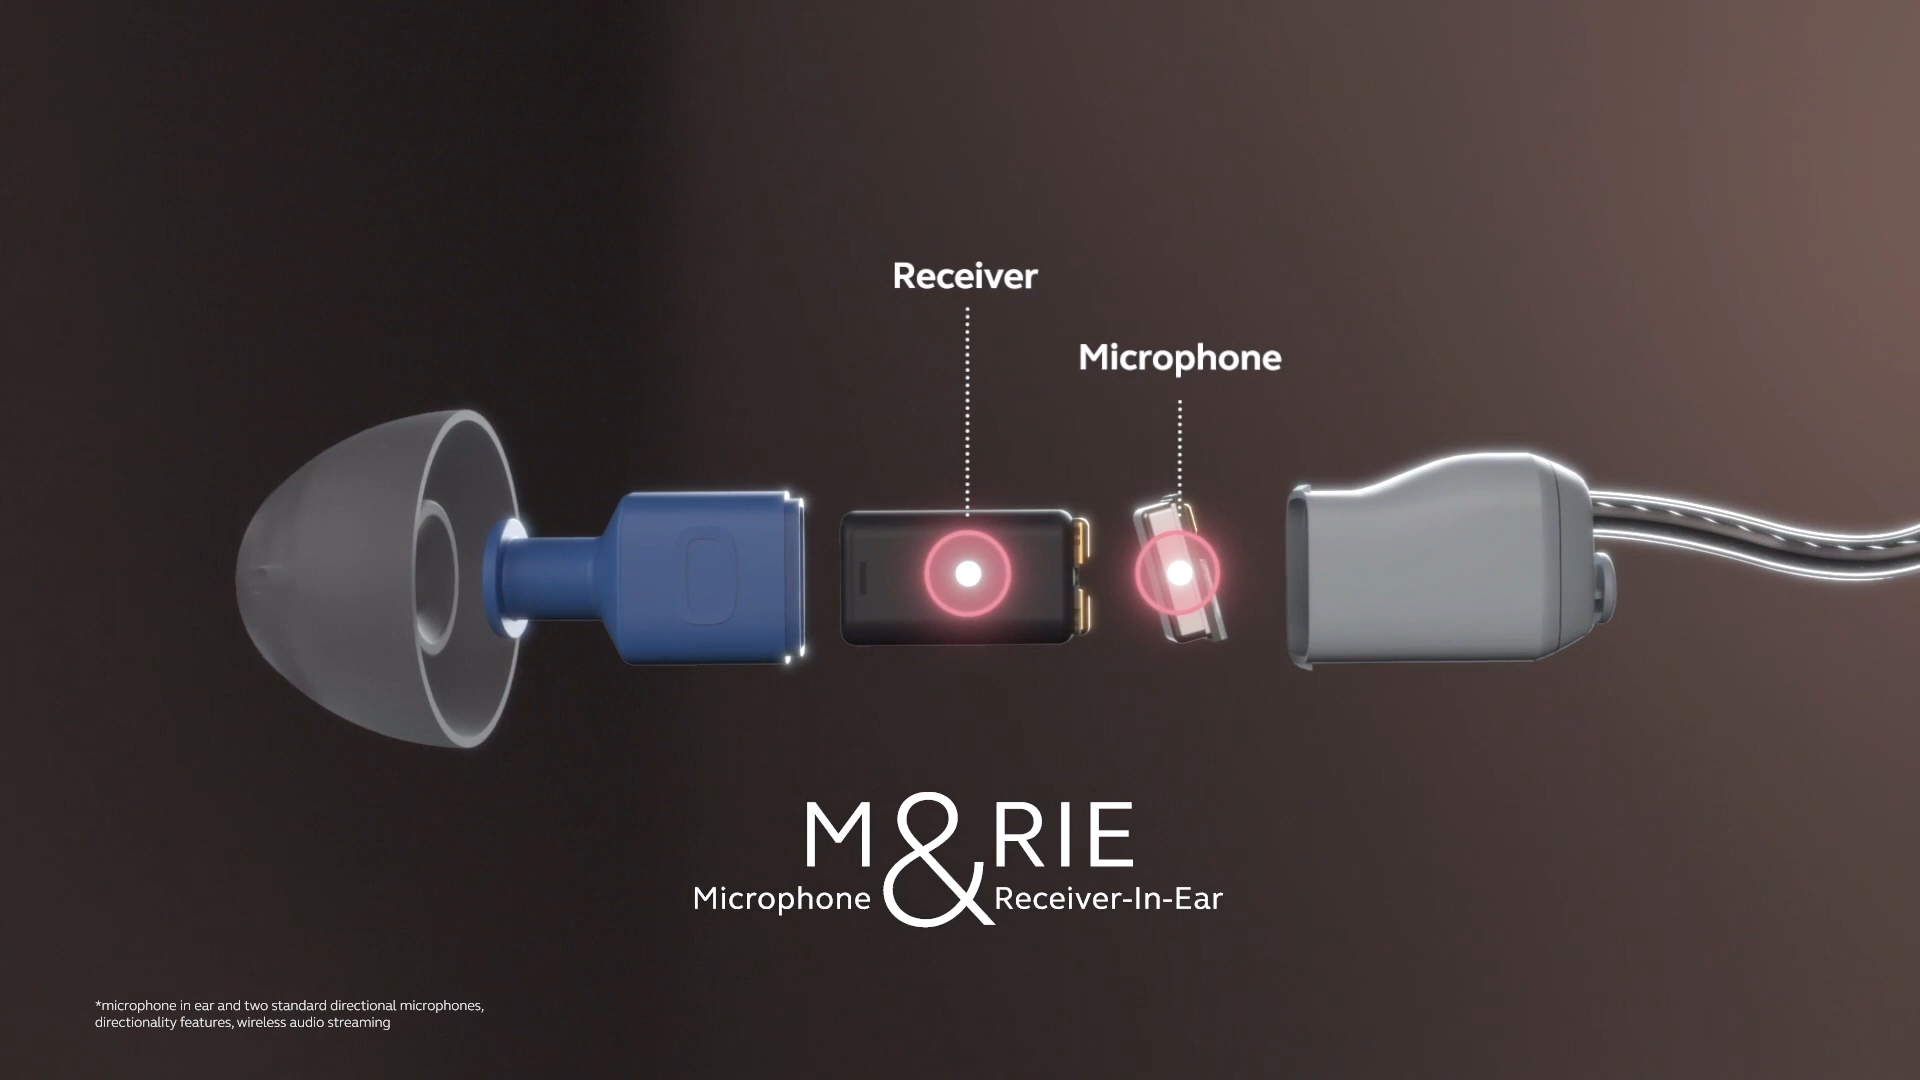 Receiver
Microphone
M&RIE
Microphone & Receiver-In-Ear
*microphone in ear and two standard directional microphones,
directionality features, wireless audio streaming